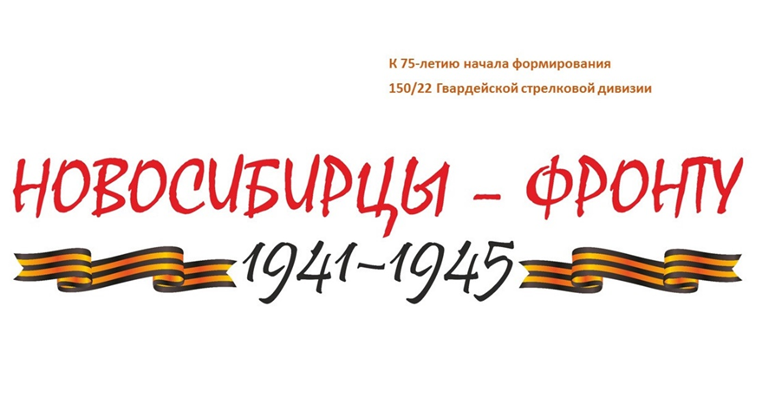 К 75-летию начала формирования
150/22 Гвардейской стрелковой дивизии
НОВОСИБИРЦЫ – ФРОНТУ
1941–1945